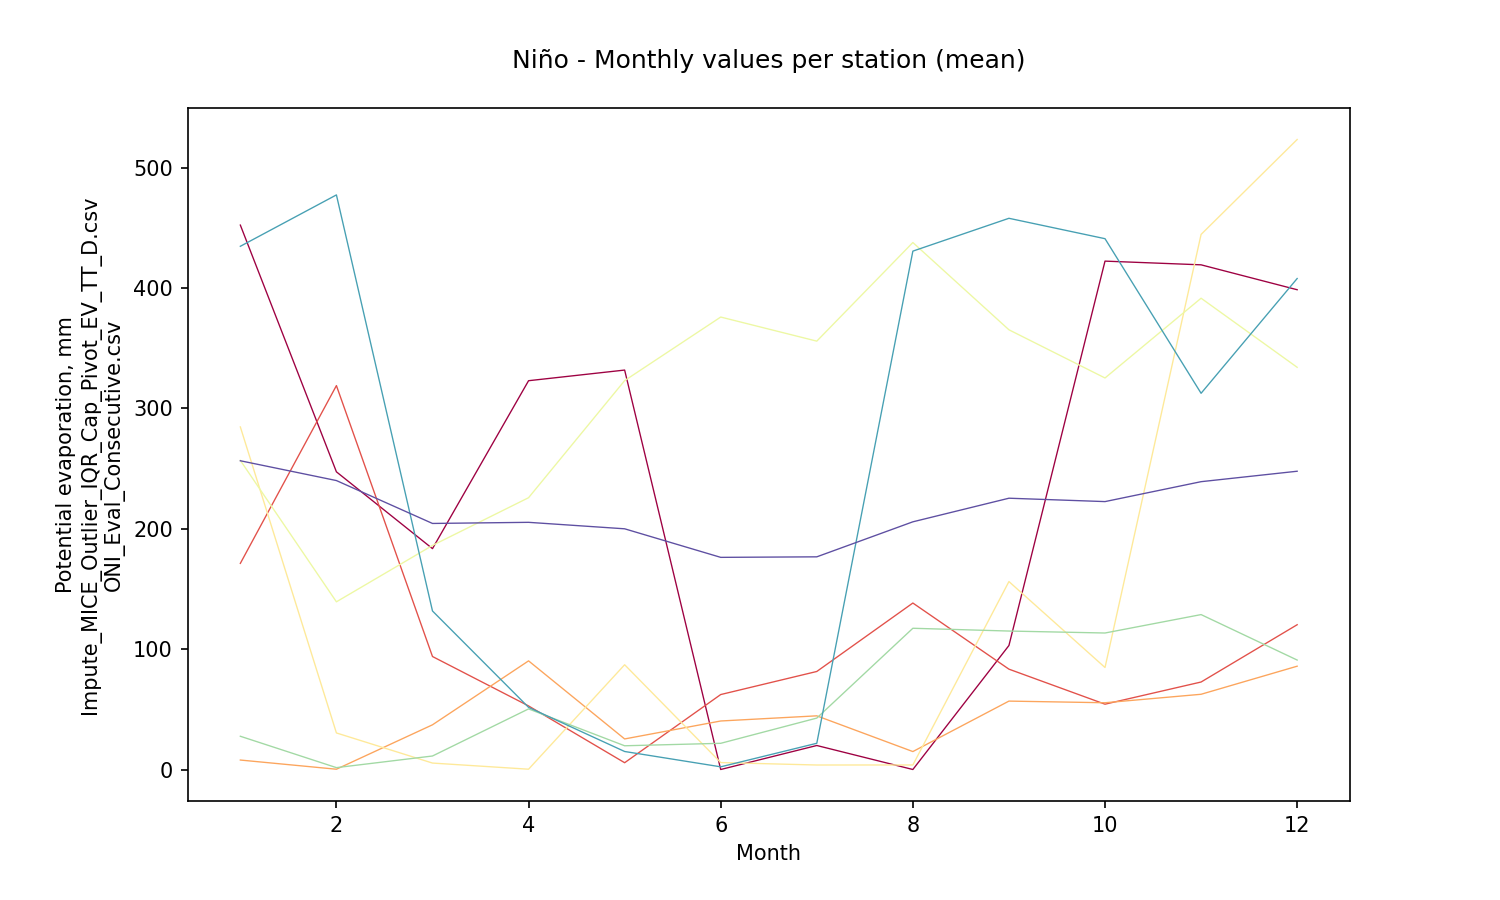 Niño - Monthly values per station (mean)
Potential evaporation, mm
Impute_MICE_Outlier_IQR_Cap_Pivot_EV_TT_D.csv
ONI_Eval_Consecutive.csv
500
400
300
200
100
0
2 4 6 8 10 12
Month